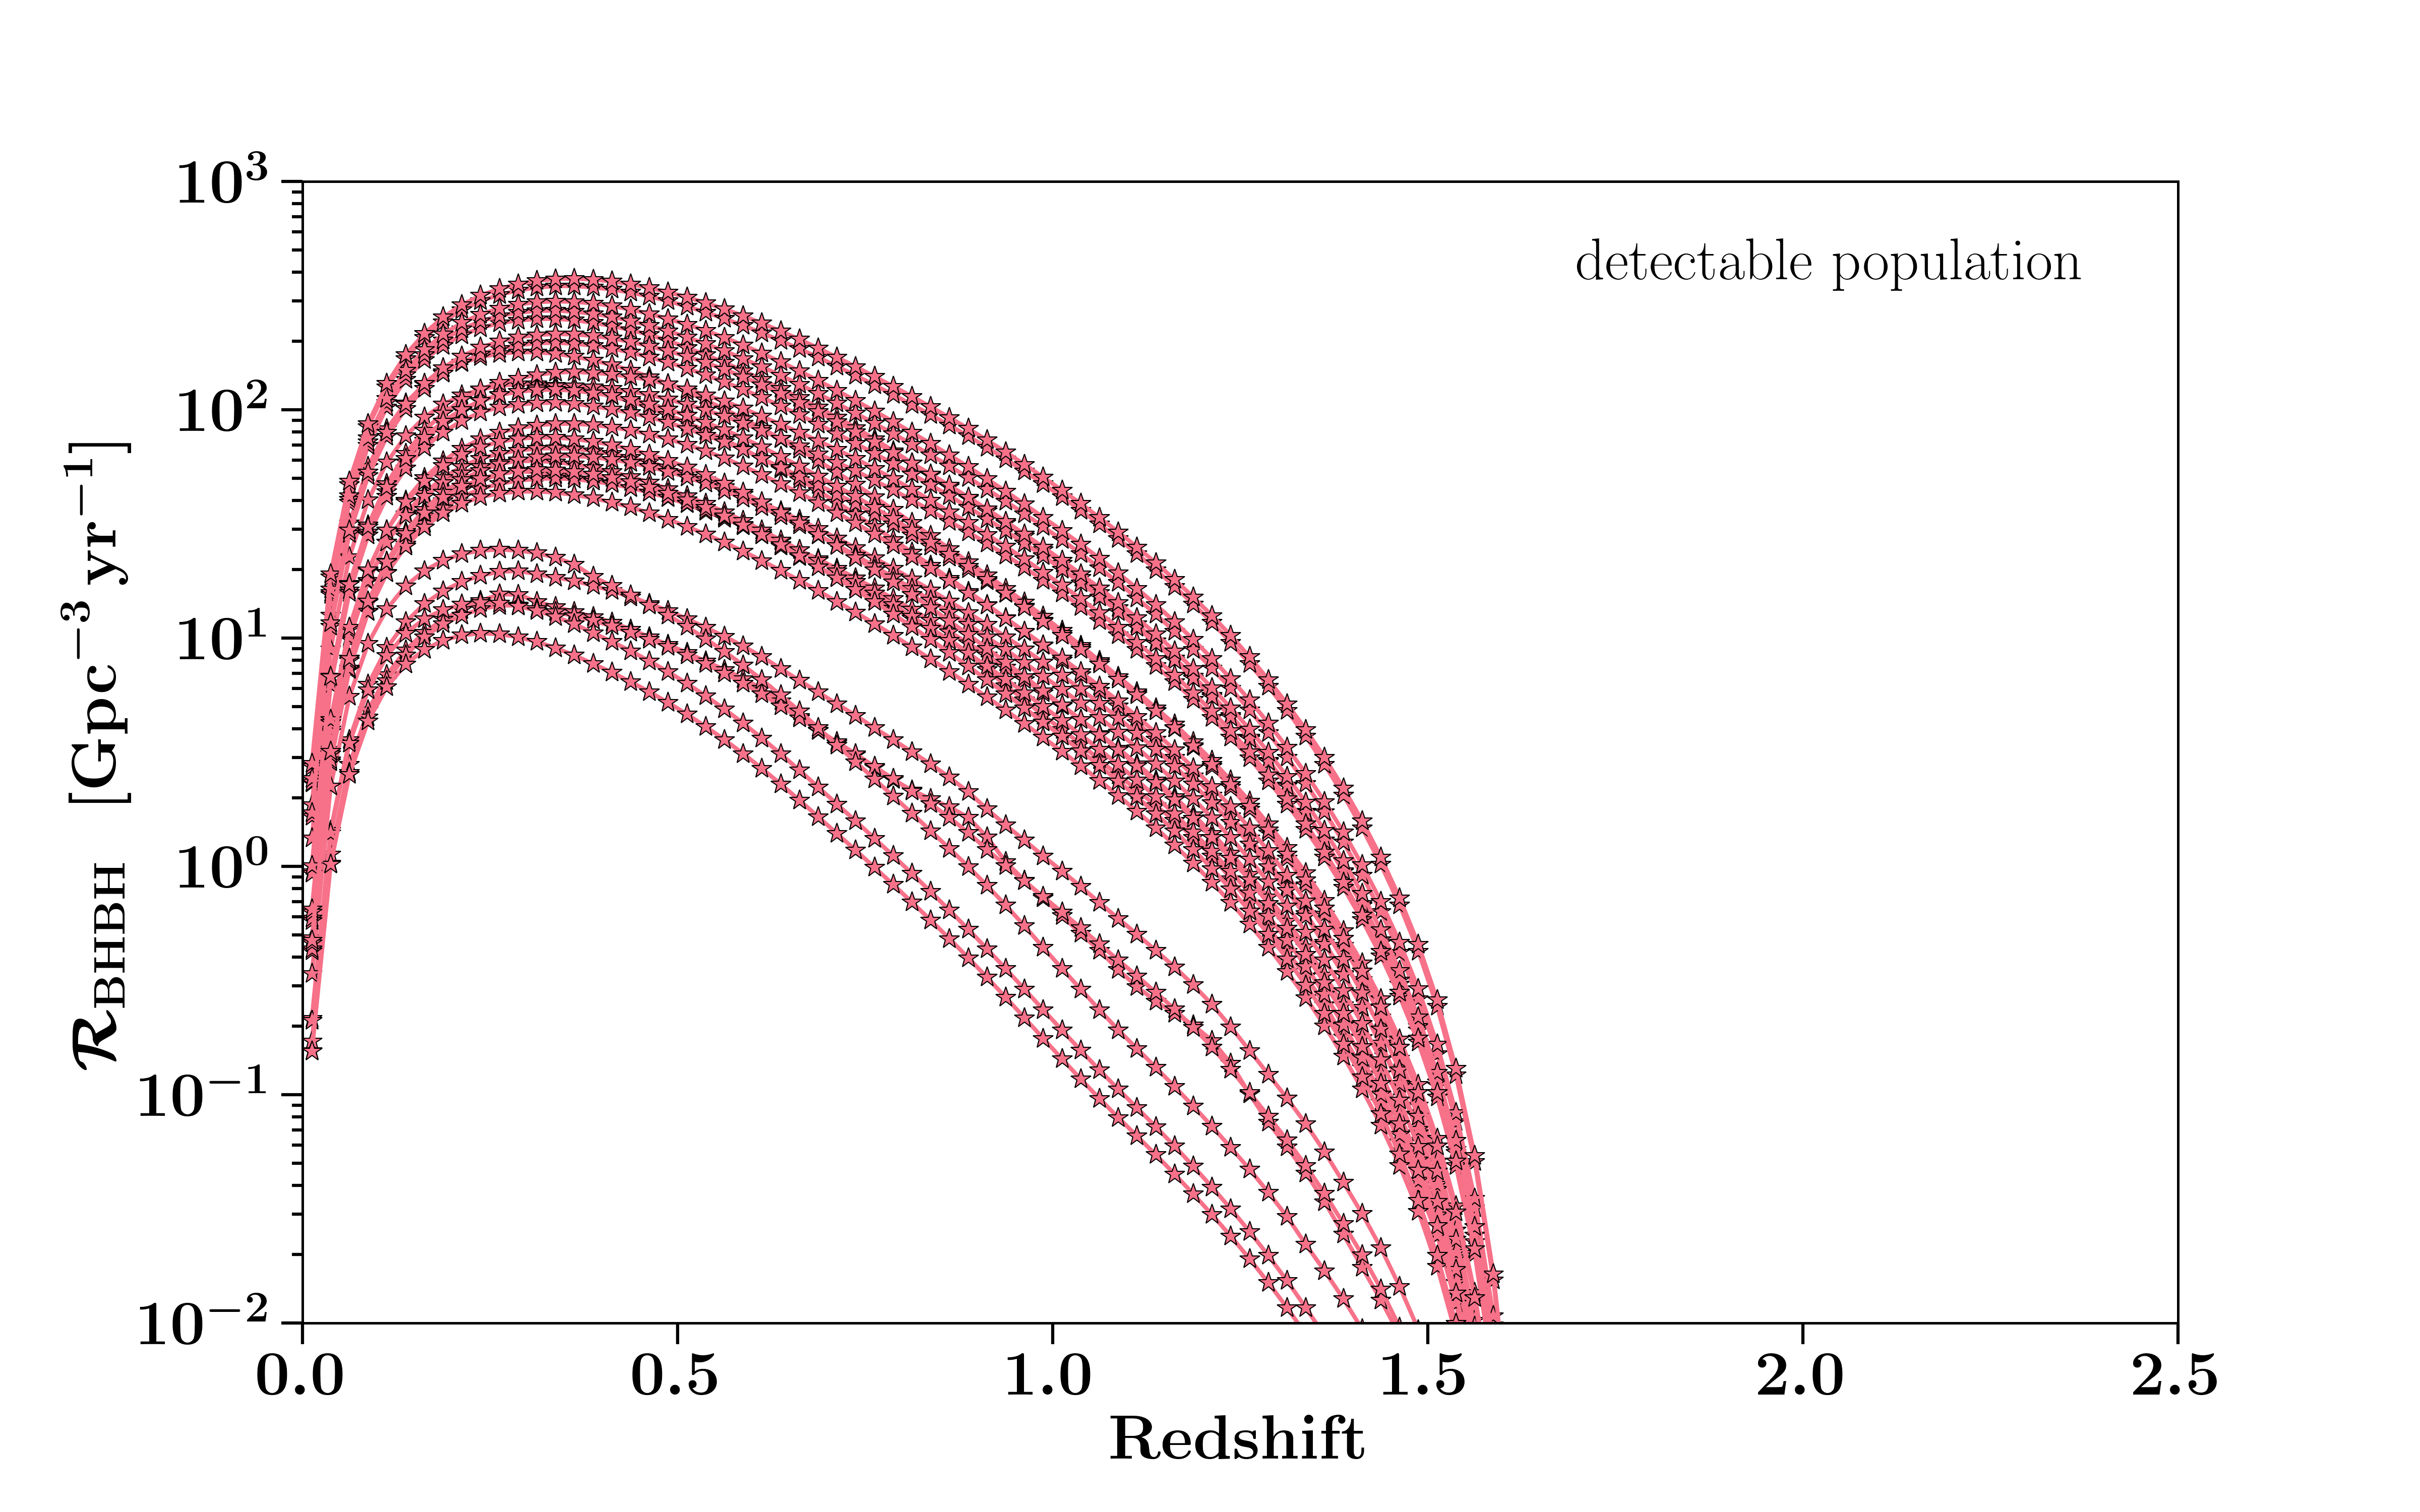 10³
10²
10¹
10⁰
10⁻¹
10⁻²
ℛ_BHBH [Gpc⁻³ yr⁻¹]
detectable population
0.0 0.5 1.0 1.5 2.0 2.5
Redshift